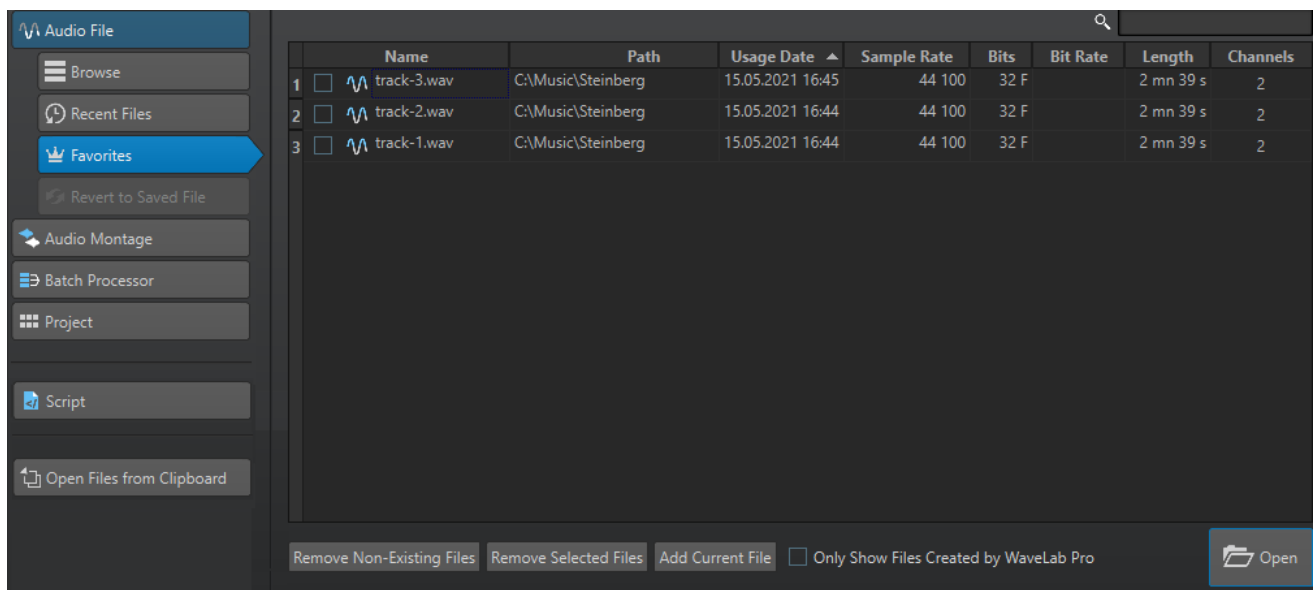 Audio File
Browse
Recent Files
Favorites
Revert to Saved File
Audio Montage
Batch Processor
Project
Script
Open Files from Clipboard
Name Path Usage Date Sample Rate Bits Bit Rate Length Channels
1 track-3.wav C:\Music\Steinberg 15.05.2021 16:45 44 100 32 F 2 mn 39 s 2
2 track-2.wav C:\Music\Steinberg 15.05.2021 16:44 44 100 32 F 2 mn 39 s 2
3 track-1.wav C:\Music\Steinberg 15.05.2021 16:44 44 100 32 F 2 mn 39 s 2
Remove Non-Existing Files Remove Selected Files Add Current File Only Show Files Created by WaveLab Pro Open